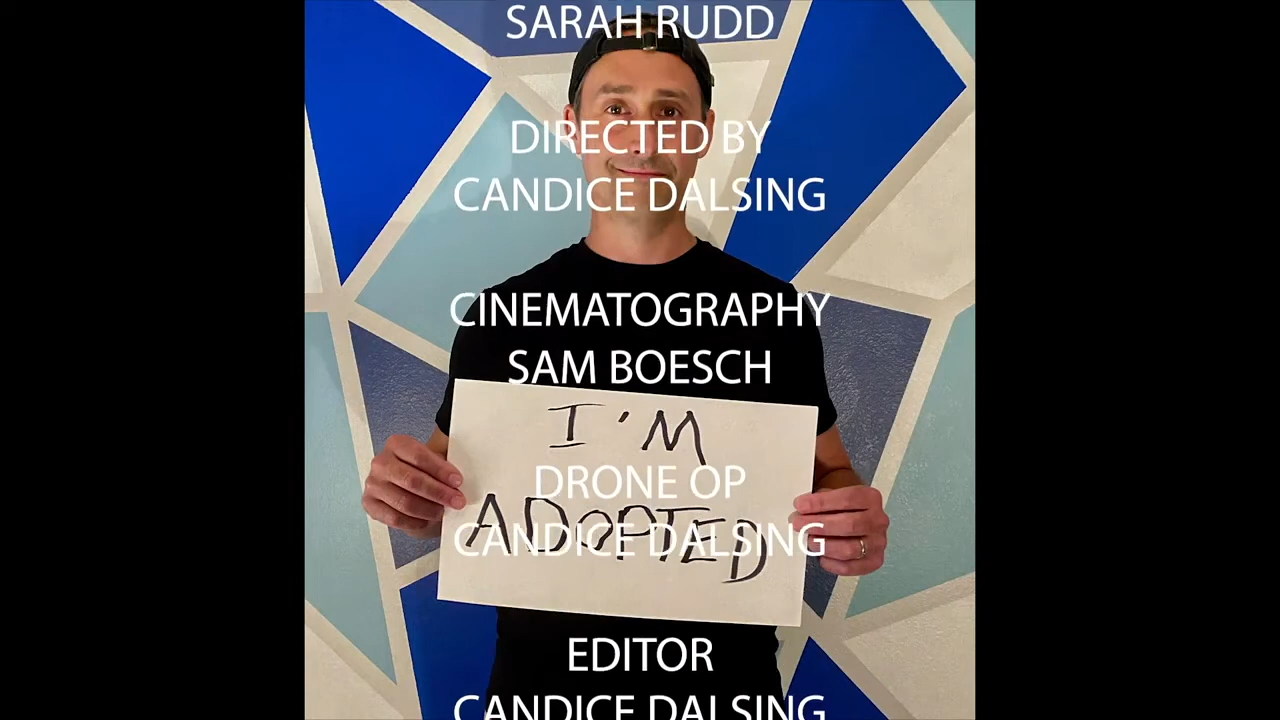 SARAH RUDD
DIRECTED BY
CANDICE DALSING
CINEMATOGRAPHY
SAM BOESCH
I'M
DRONE OP
ADOPTED
CANDICE DALSING
EDITOR
CANDICE DALSING